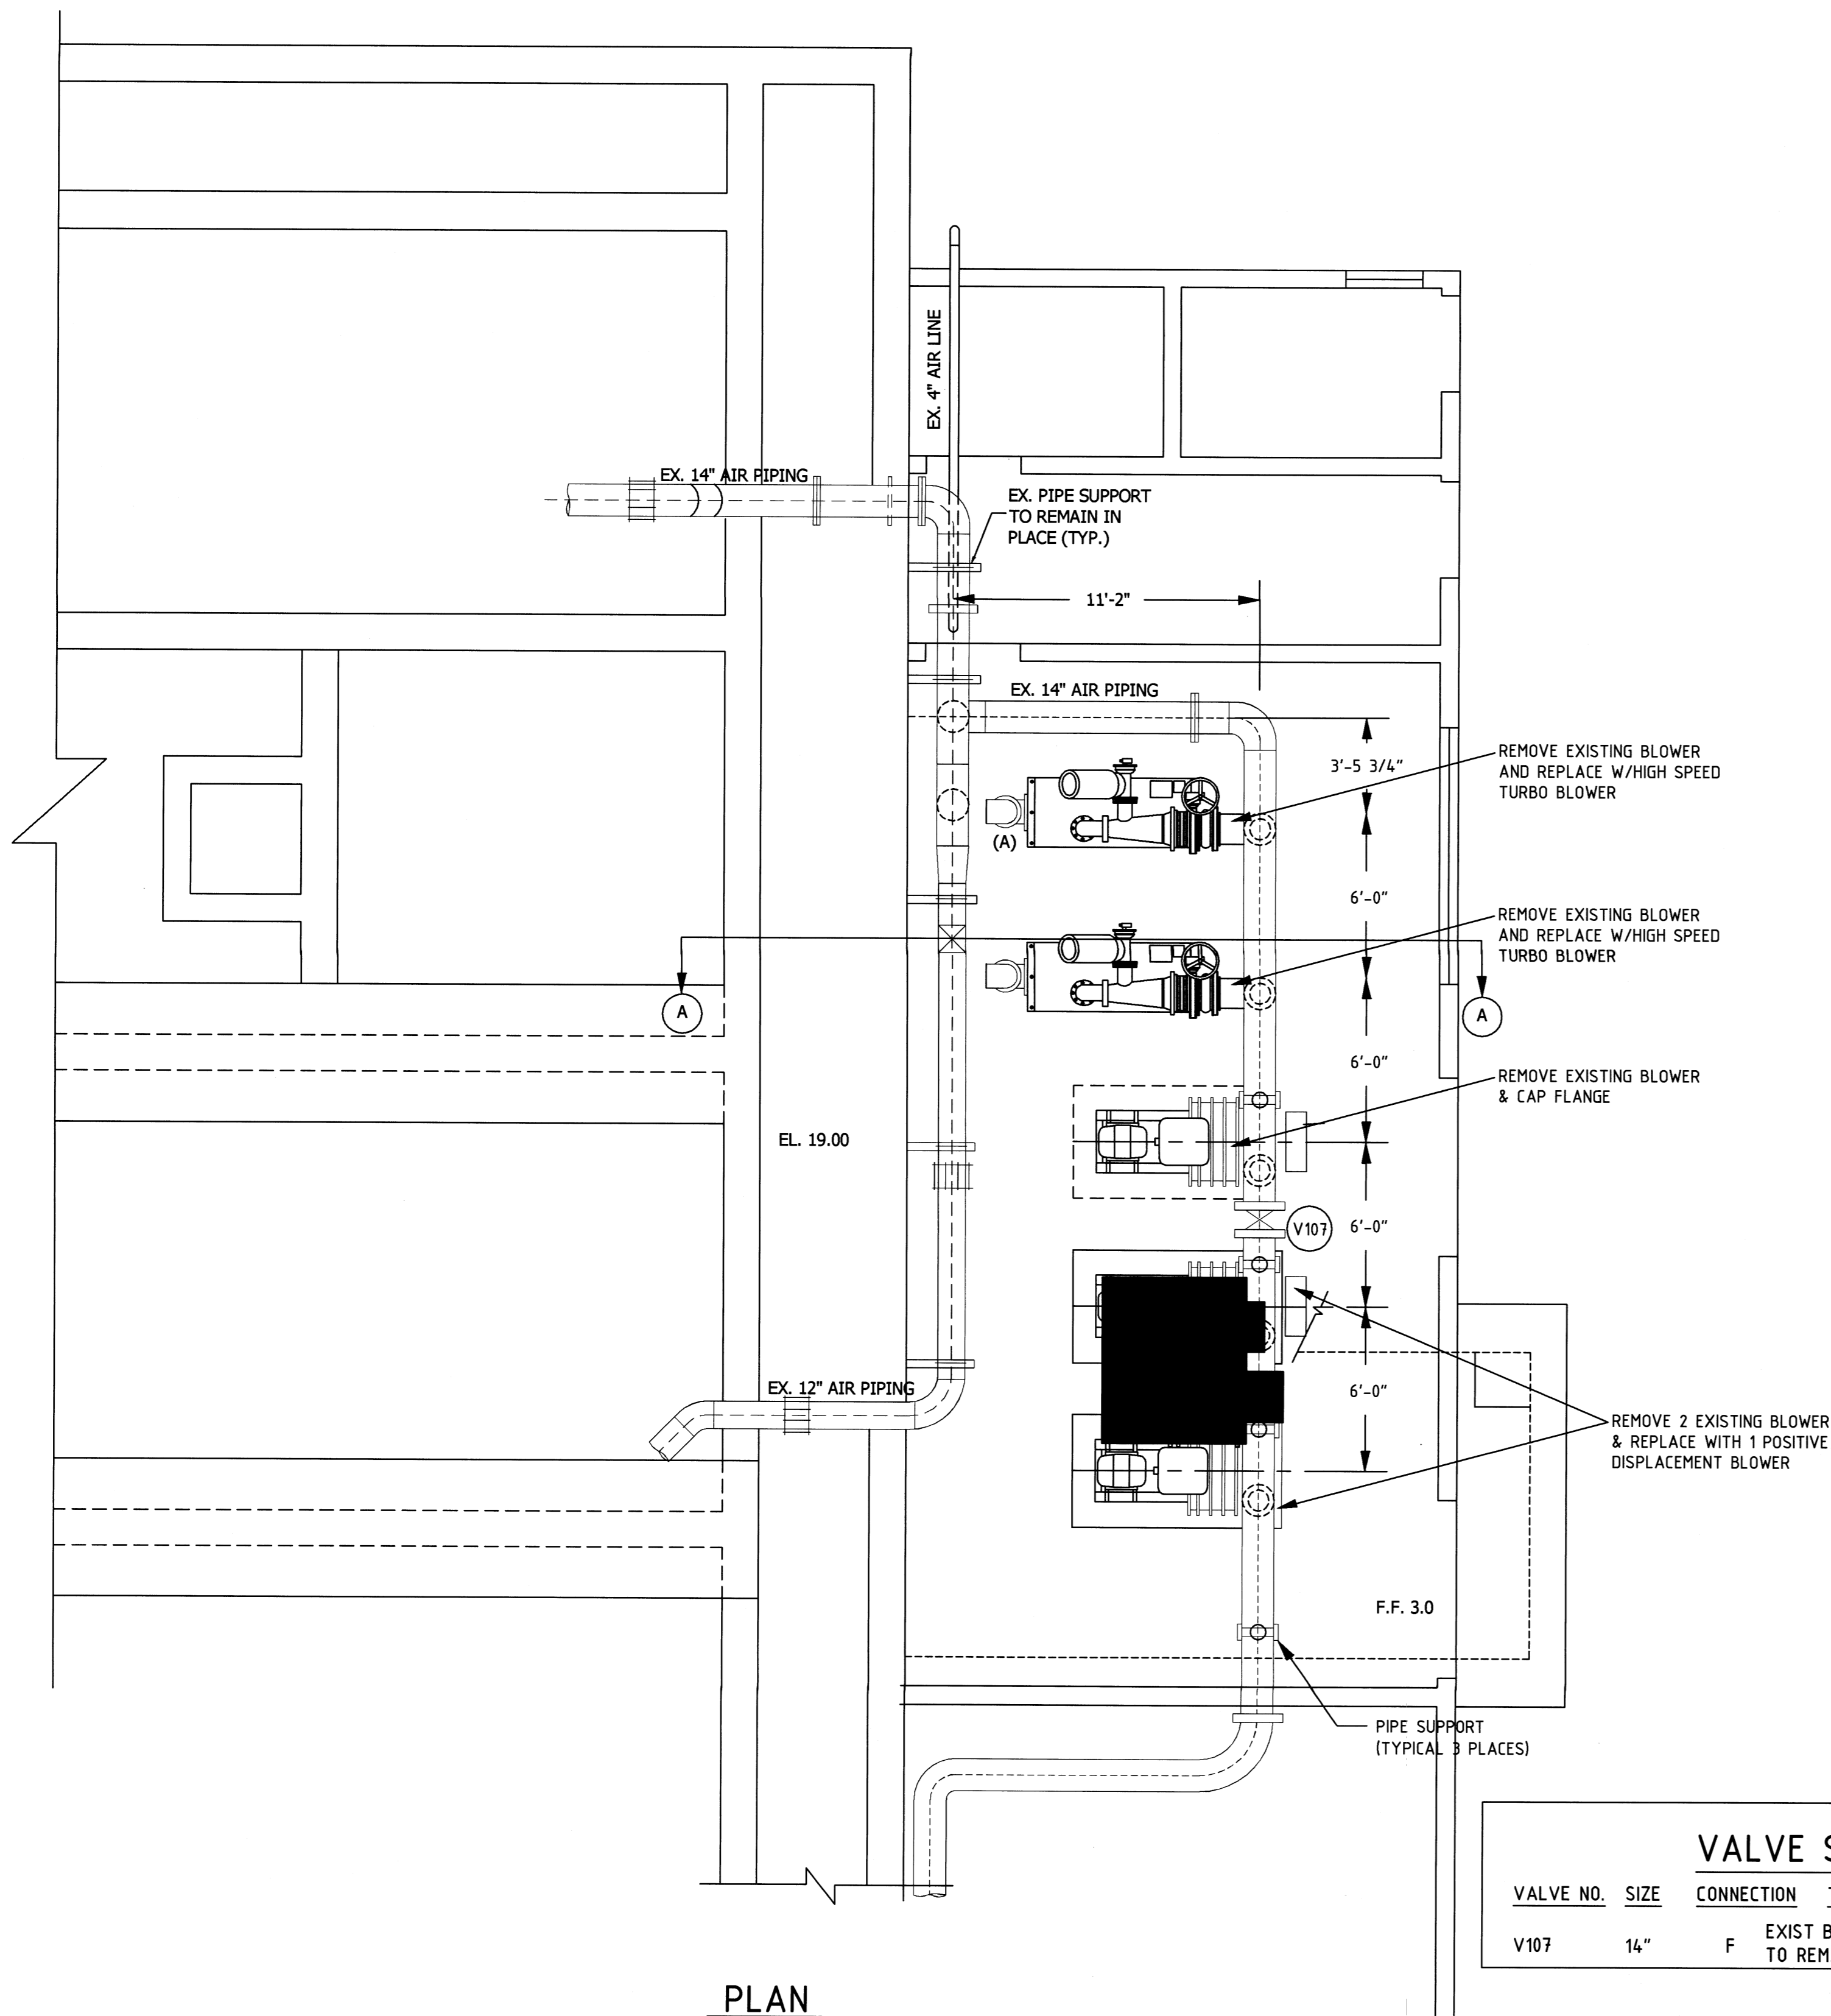 EX. 4" AIR LINE
EX. 14" AIR PIPING
EX. PIPE SUPPORT
TO REMAIN IN
PLACE (TYP.)
11'-2"
EX. 14" AIR PIPING
3'-5 3/4"
REMOVE EXISTING BLOWER
AND REPLACE W/HIGH SPEED
TURBO BLOWER
(A)
6'-0"
REMOVE EXISTING BLOWER
AND REPLACE W/HIGH SPEED
TURBO BLOWER
A
A
6'-0"
REMOVE EXISTING BLOWER
& CAP FLANGE
EL. 19.00
V107
6'-0"
EX. 12" AIR PIPING
6'-0"
REMOVE 2 EXISTING BLOWER
& REPLACE WITH 1 POSITIVE
DISPLACEMENT BLOWER
F.F. 3.0
PIPE SUPPORT
(TYPICAL 3 PLACES)
VALVE S
VALVE NO. SIZE CONNECTION
V107 14" F EXIST B
TO REM
PLAN